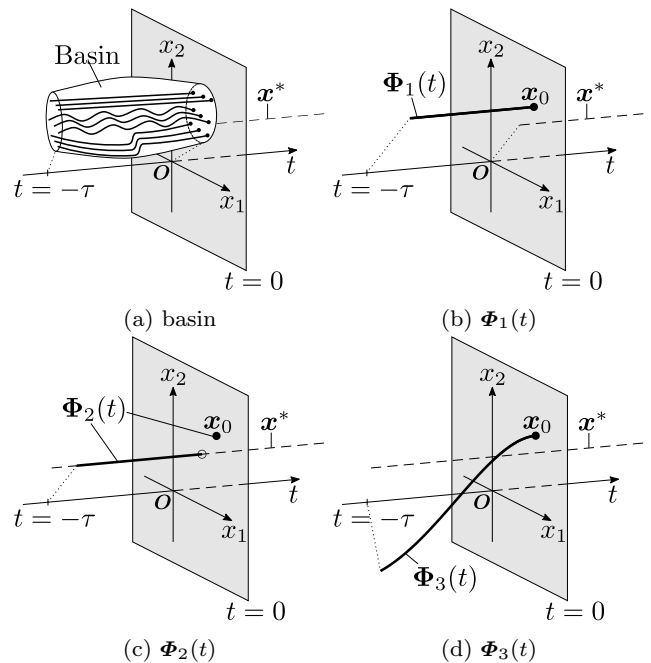 Basin
x₂
x*
t
O
x₁
t = −τ
t = 0
(a) basin
x₂
Φ₁(t)
x₀
x*
t
O
x₁
t = −τ
t = 0
(b) Φ₁(t)
x₂
Φ₂(t)
x₀
x*
t
O
x₁
t = −τ
t = 0
(c) Φ₂(t)
x₂
x₀
x*
t
O
x₁
t = −τ
Φ₃(t)
t = 0
(d) Φ₃(t)